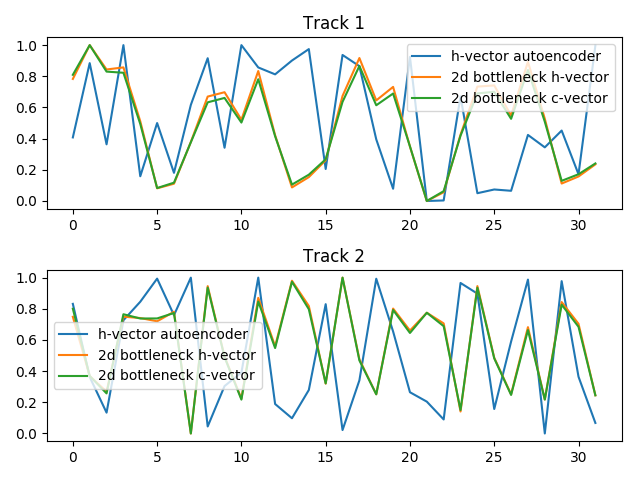 Track 1
1.0
0.8
0.6
0.4
0.2
0.0
h-vector autoencoder
2d bottleneck h-vector
2d bottleneck c-vector
0 5 10 15 20 25 30
Track 2
1.0
0.8
0.6
0.4
0.2
0.0
h-vector autoencoder
2d bottleneck h-vector
2d bottleneck c-vector
0 5 10 15 20 25 30